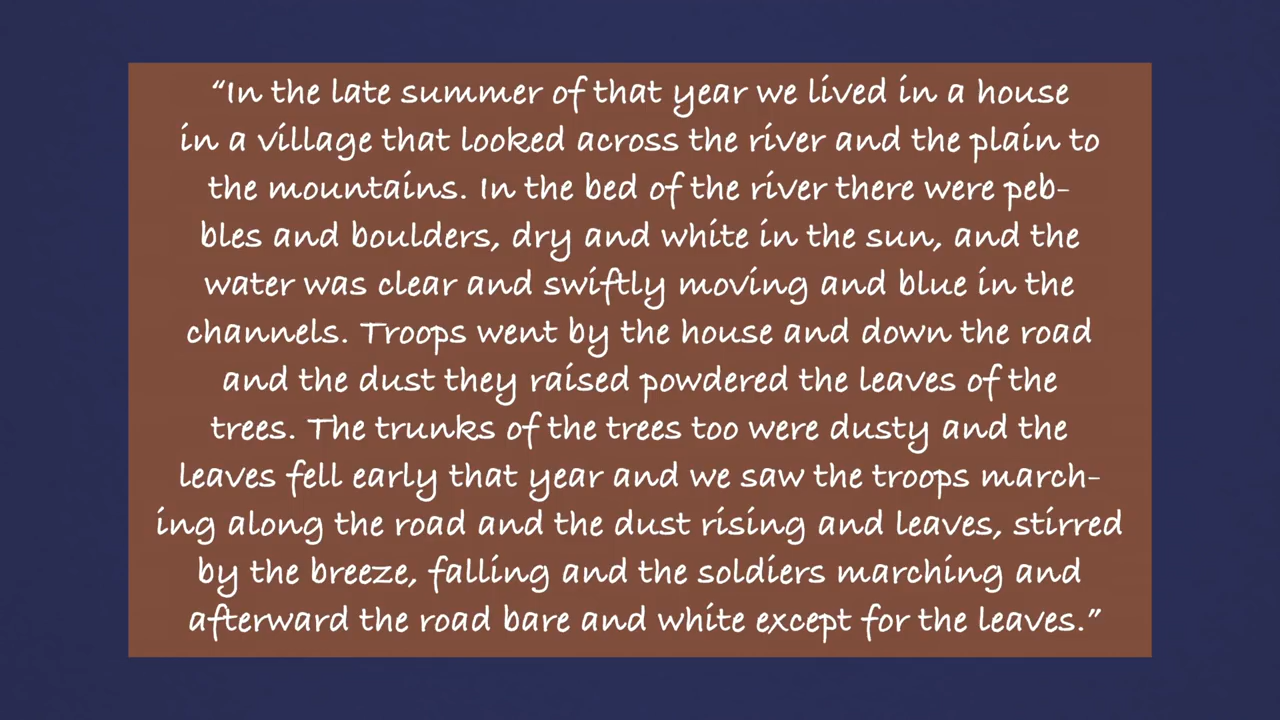 “In the late summer of that year we lived in a house
in a village that looked across the river and the plain to
the mountains. In the bed of the river there were peb-
bles and boulders, dry and white in the sun, and the
water was clear and swiftly moving and blue in the
channels. Troops went by the house and down the road
and the dust they raised powdered the leaves of the
trees. The trunks of the trees too were dusty and the
leaves fell early that year and we saw the troops march-
ing along the road and the dust rising and leaves, stirred
by the breeze, falling and the soldiers marching and
afterward the road bare and white except for the leaves.”